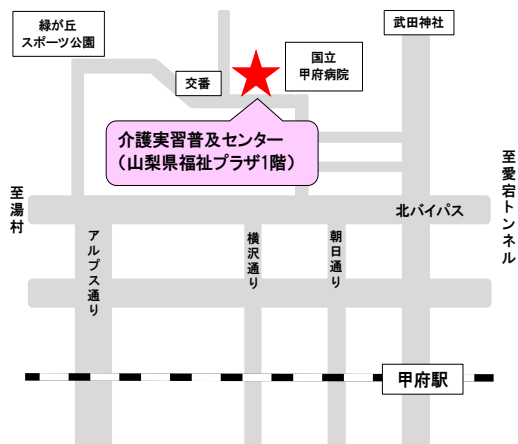 緑が丘
スポーツ公園
武田神社
国立
甲府病院
交番
介護実習普及センター
（山梨県福祉プラザ1階）
至愛宕トンネル
至湯村
北バイパス
アルプス通り
横沢通り
朝日通り
甲府駅